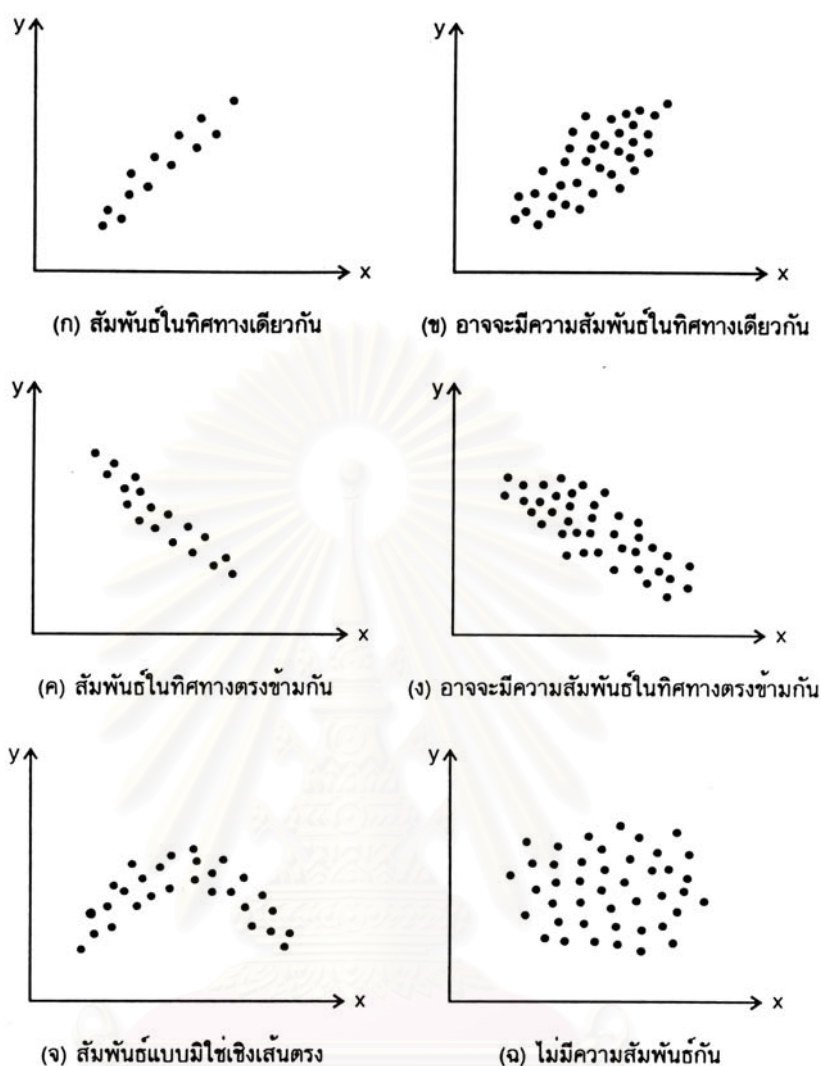 y
y
x
x
(ก) สัมพันธ์ในทิศทางเดียวกัน
(ข) อาจจะมีความสัมพันธ์ในทิศทางเดียวกัน
y
y
x
x
(ค) สัมพันธ์ในทิศทางตรงข้ามกัน
(ง) อาจจะมีความสัมพันธ์ในทิศทางตรงข้ามกัน
y
y
x
x
(จ) สัมพันธ์แบบมิใช่เชิงเส้นตรง
(ฉ) ไม่มีความสัมพันธ์กัน